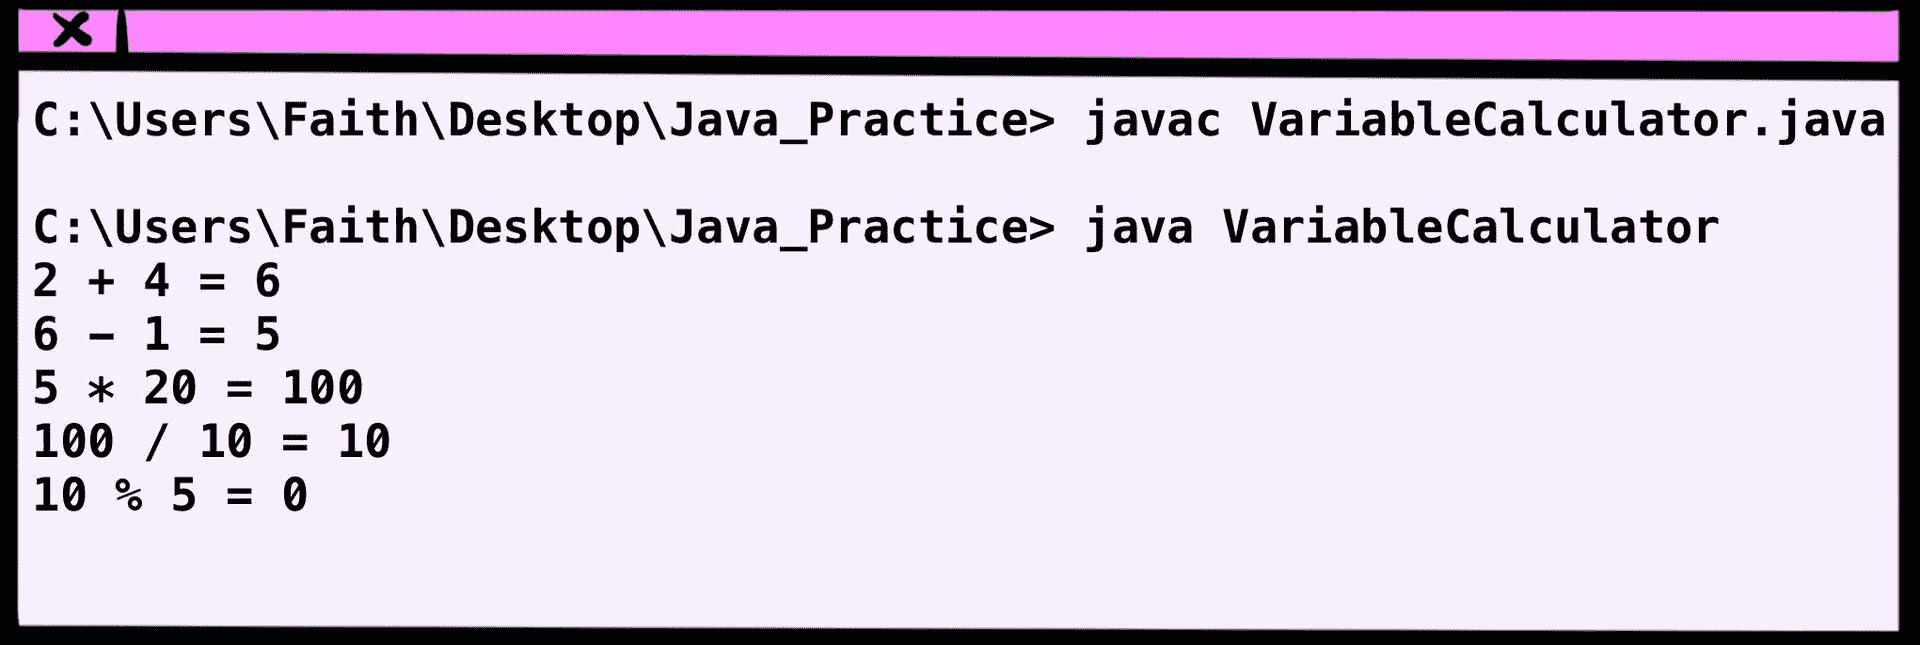 C:\Users\Faith\Desktop\Java_Practice> javac VariableCalculator.java
C:\Users\Faith\Desktop\Java_Practice> java VariableCalculator
2 + 4 = 6
6 − 1 = 5
5 * 20 = 100
100 / 10 = 10
10 % 5 = 0